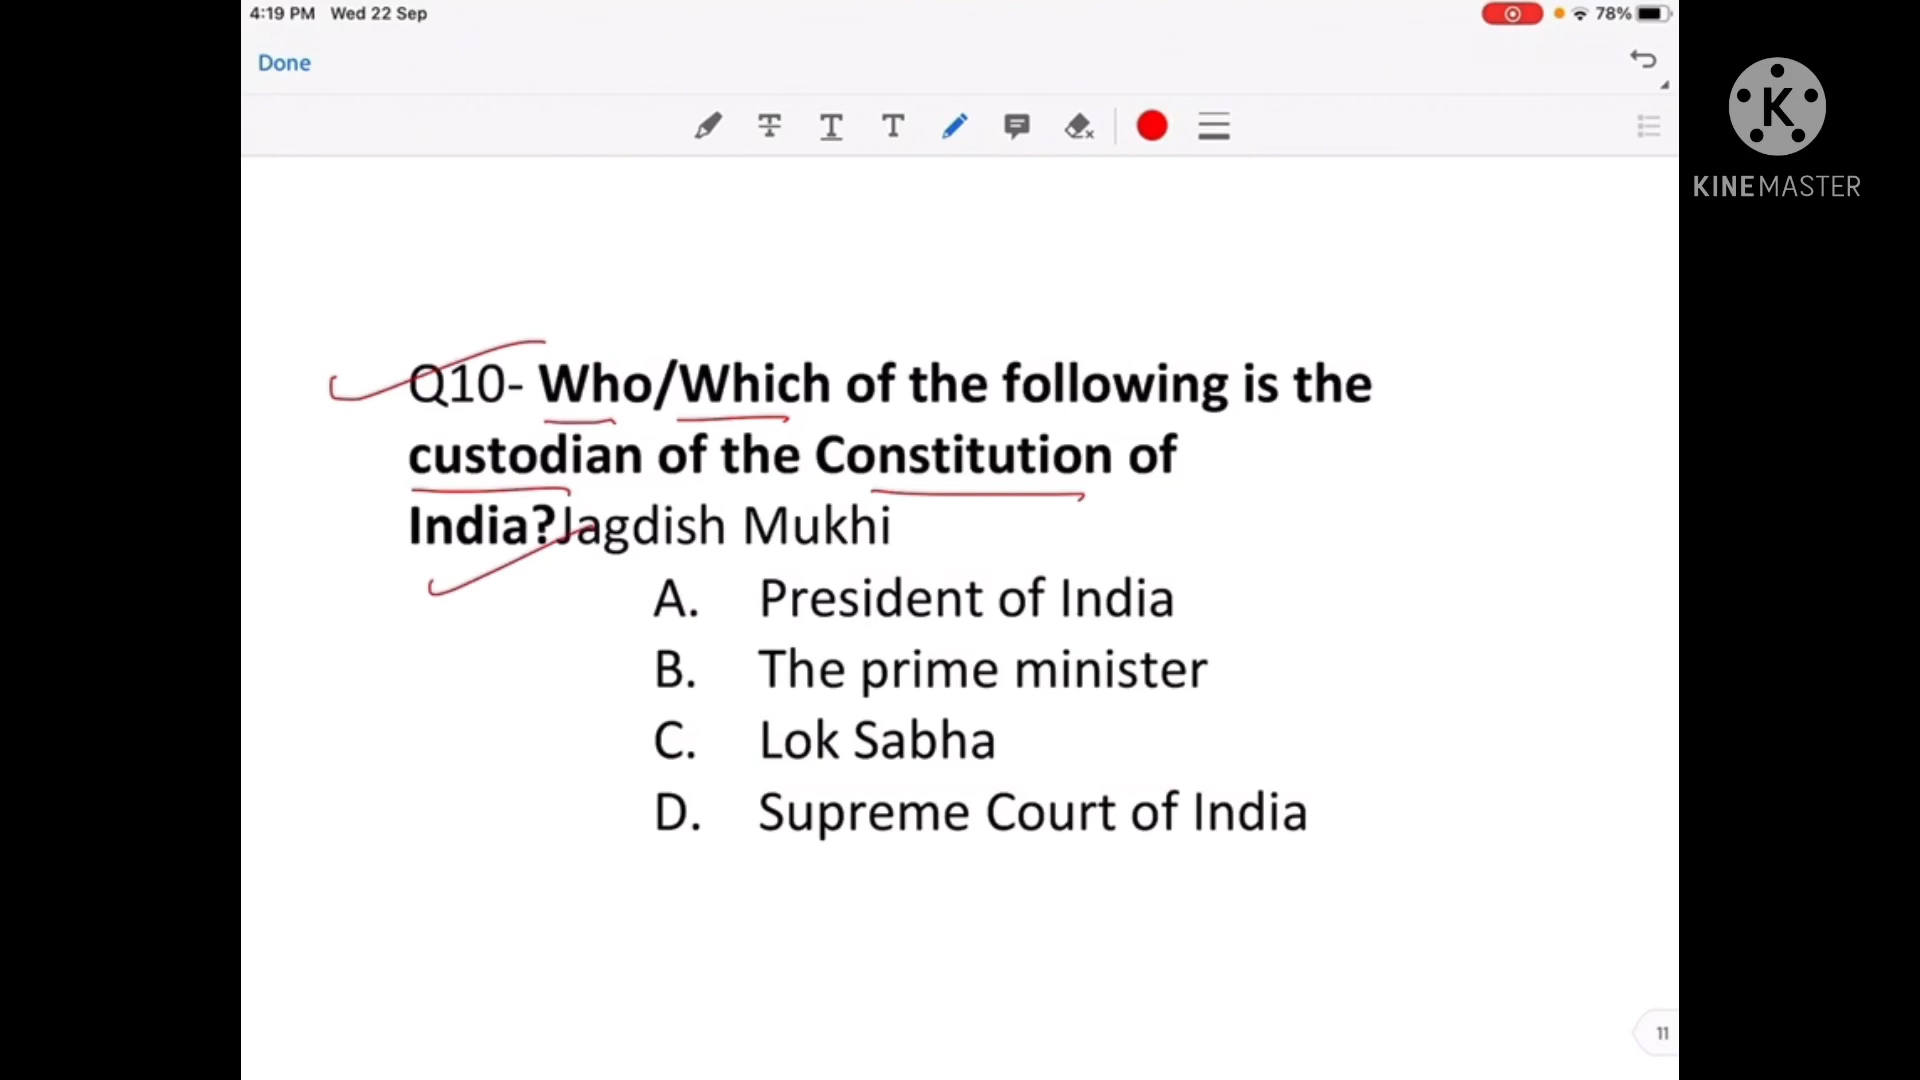 4:19 PM Wed 22 Sep
78%
Done
K
KINEMASTER
Q10- Who/Which of the following is the
custodian of the Constitution of
India?Jagdish Mukhi
A. President of India
B. The prime minister
C. Lok Sabha
D. Supreme Court of India
11